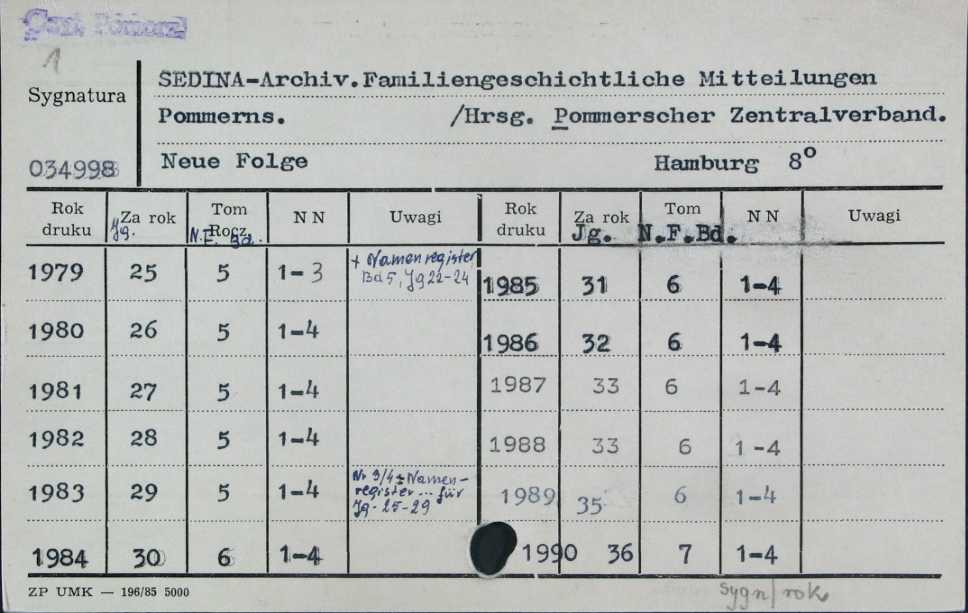 Pomorz.
1
Sygnatura
034998
SEDINA-Archiv.Familiengeschichtliche Mitteilungen
Pommerns. /Hrsg. Pommerscher Zentralverband.
Neue Folge Hamburg 8°
Rok druku Za rok Jg. Tom Rocz. N.F. Bd. NN Uwagi Rok druku Za rok Jg. Tom N.F.Bd. NN Uwagi
1979 25 5 1-3 + Namenregister Bd 5, Jg 22-24 1985 31 6 1-4
1980 26 5 1-4 1986 32 6 1-4
1981 27 5 1-4 1987 33 6 1-4
1982 28 5 1-4 1988 33 6 1-4
1983 29 5 1-4 Nr 3/4 + Namen-register ... für Jg. 25-29 1989 35 6 1-4
1984 30 6 1-4 1990 36 7 1-4
ZP UMK — 196/85 5000
sygn/rok